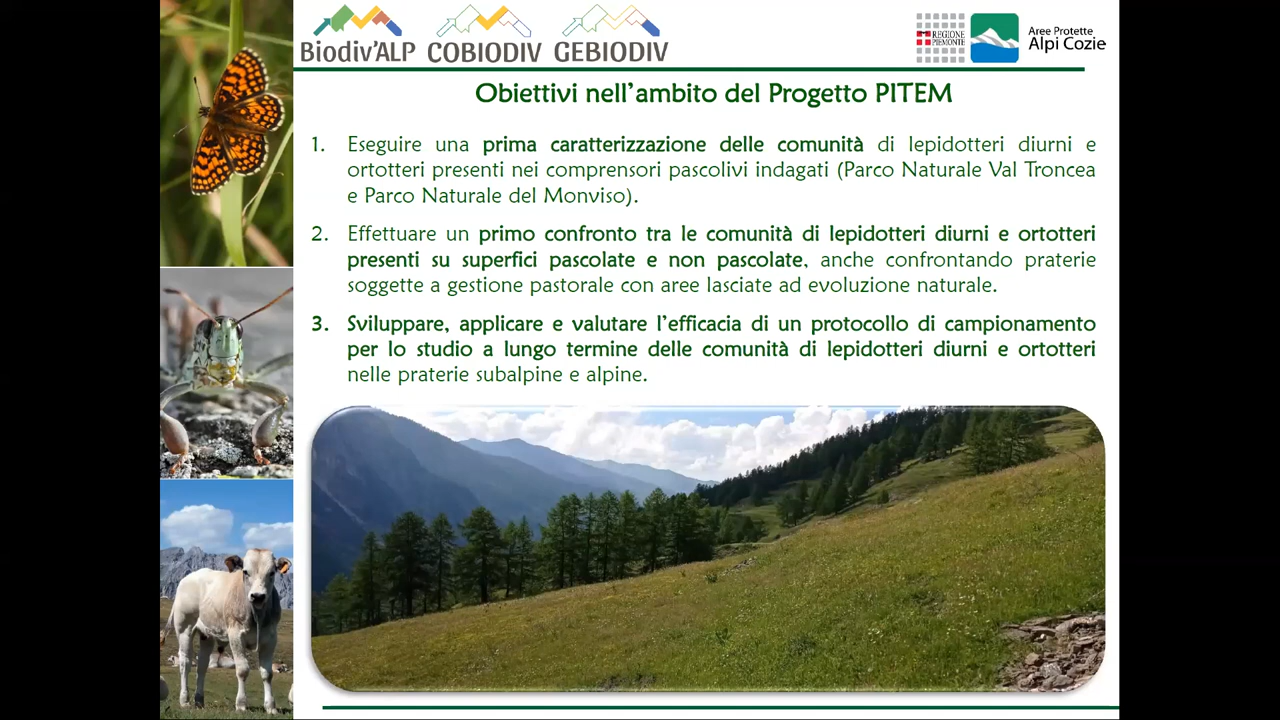 Biodiv'ALP COBIODIV GEBIODIV
REGIONE
PIEMONTE
Aree Protette
Alpi Cozie
Obiettivi nell'ambito del Progetto PITEM
1. Eseguire una prima caratterizzazione delle comunità di lepidotteri diurni e
ortotteri presenti nei comprensori pascolivi indagati (Parco Naturale Val Troncea
e Parco Naturale del Monviso).
2. Effettuare un primo confronto tra le comunità di lepidotteri diurni e ortotteri
presenti su superfici pascolate e non pascolate, anche confrontando praterie
soggette a gestione pastorale con aree lasciate ad evoluzione naturale.
3. Sviluppare, applicare e valutare l'efficacia di un protocollo di campionamento
per lo studio a lungo termine delle comunità di lepidotteri diurni e ortotteri
nelle praterie subalpine e alpine.